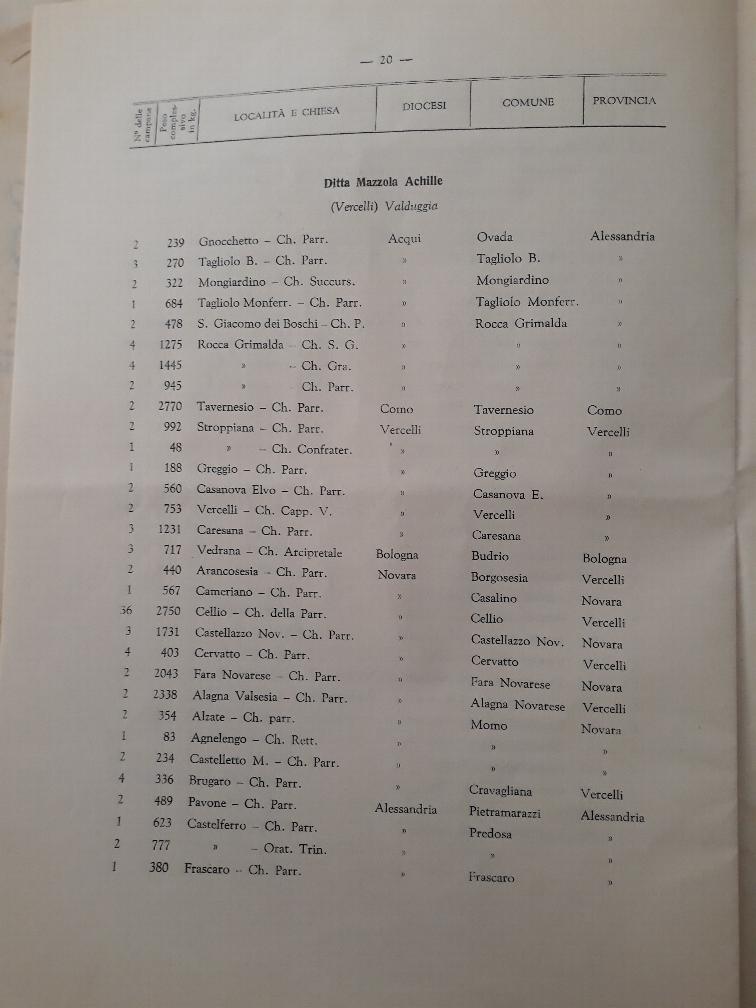 — 20 —
N° delle campane Peso comples- sivo in kg. LOCALITÀ E CHIESA DIOCESI COMUNE PROVINCIA
Ditta Mazzola Achille
(Vercelli) Valduggia
2 239 Gnocchetto – Ch. Parr. Acqui Ovada Alessandria
3 270 Tagliolo B. – Ch. Parr. » Tagliolo B. »
2 322 Mongiardino – Ch. Succurs. » Mongiardino »
1 684 Tagliolo Monferr. – Ch. Parr. » Tagliolo Monferr. »
2 478 S. Giacomo dei Boschi – Ch. P. » Rocca Grimalda »
4 1275 Rocca Grimalda – Ch. S. G. » » »
4 1445 » – Ch. Gra. » » »
2 945 » Ch. Parr. » » »
2 2770 Tavernesio – Ch. Parr. Como Tavernesio Como
2 992 Stroppiana – Ch. Parr. Vercelli Stroppiana Vercelli
1 48 » – Ch. Confrater. » » »
1 188 Greggio – Ch. Parr. » Greggio »
2 560 Casanova Elvo – Ch. Parr. » Casanova E. »
2 753 Vercelli – Ch. Capp. V. » Vercelli »
3 1231 Caresana – Ch. Parr. » Caresana »
3 717 Vedrana – Ch. Arcipretale Bologna Budrio Bologna
2 440 Arancosesia – Ch. Parr. Novara Borgosesia Vercelli
1 567 Cameriano – Ch. Parr. » Casalino Novara
36 2750 Cellio – Ch. della Parr. » Cellio Vercelli
3 1731 Castellazzo Nov. – Ch. Parr. » Castellazzo Nov. Novara
4 403 Cervatto – Ch. Parr. » Cervatto Vercelli
2 2043 Fara Novarese – Ch. Parr. » Fara Novarese Novara
2 2338 Alagna Valsesia – Ch. Parr. » Alagna Novarese Vercelli
2 354 Alzate – Ch. parr. » Momo Novara
1 83 Agnelengo – Ch. Rett. » » »
2 234 Castelletto M. – Ch. Parr. » » »
4 336 Brugaro – Ch. Parr. » Cravagliana Vercelli
2 489 Pavone – Ch. Parr. Alessandria Pietramarazzi Alessandria
1 623 Castelferro – Ch. Parr. » Predosa »
2 777 » – Orat. Trin. » » »
1 380 Frascaro – Ch. Parr. » Frascaro »